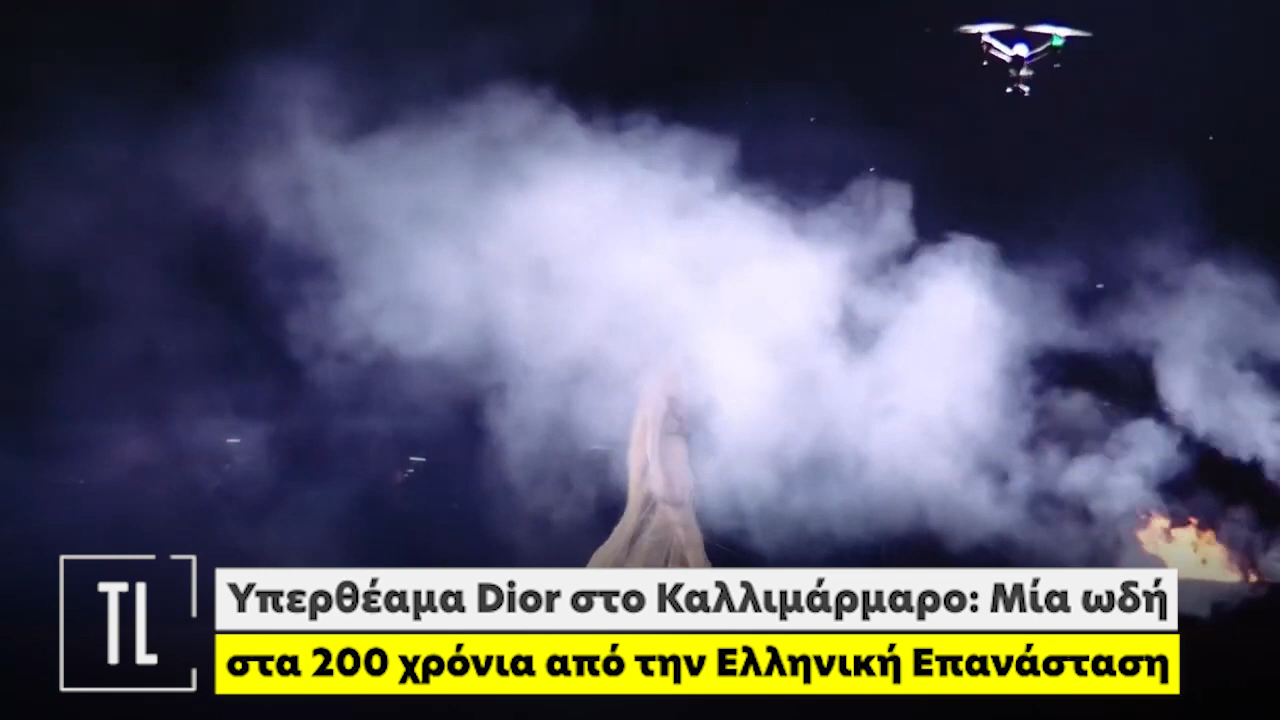 TL
Υπερθέαμα Dior στο Καλλιμάρμαρο: Μία ωδή
στα 200 χρόνια από την Ελληνική Επανάσταση